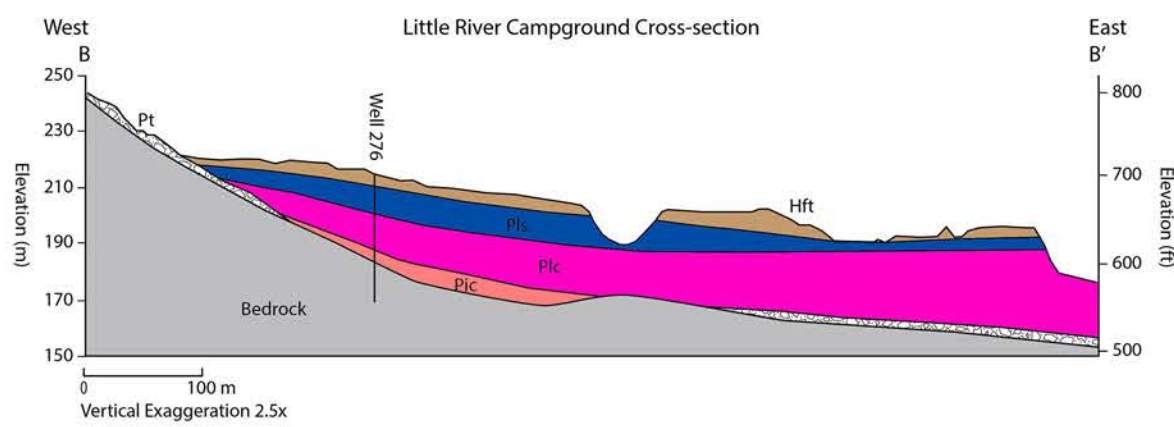 West
Little River Campground Cross-section
East
B
B'
250
230
210
190
170
150
Elevation (m)
800
700
600
500
Elevation (ft)
Pt
Well 276
Hft
Pls
Plc
Pic
Bedrock
0
100 m
Vertical Exaggeration 2.5x